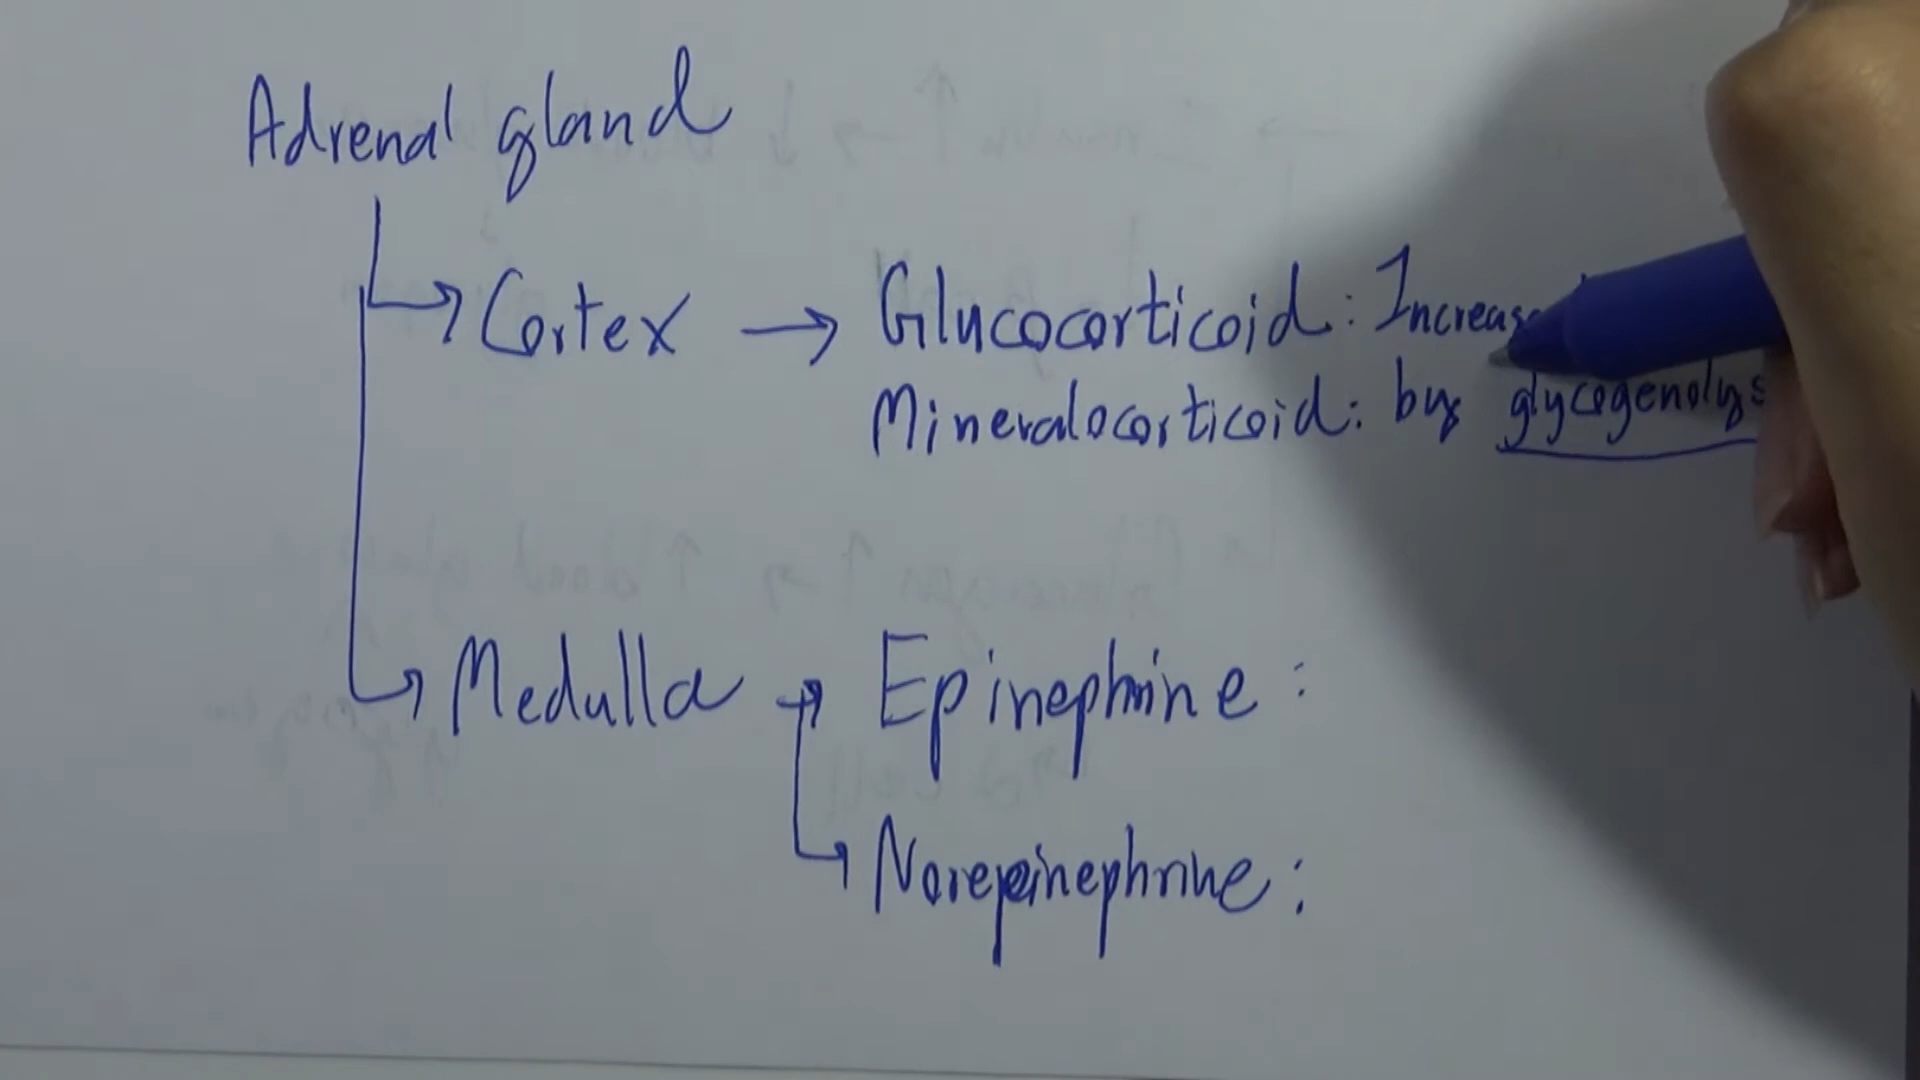 Adrenal gland
Cortex → Glucocorticoid: Increase
Mineralocorticoid: by glycogenolys
Medulla → Epinephrine :
Norepinephrine :